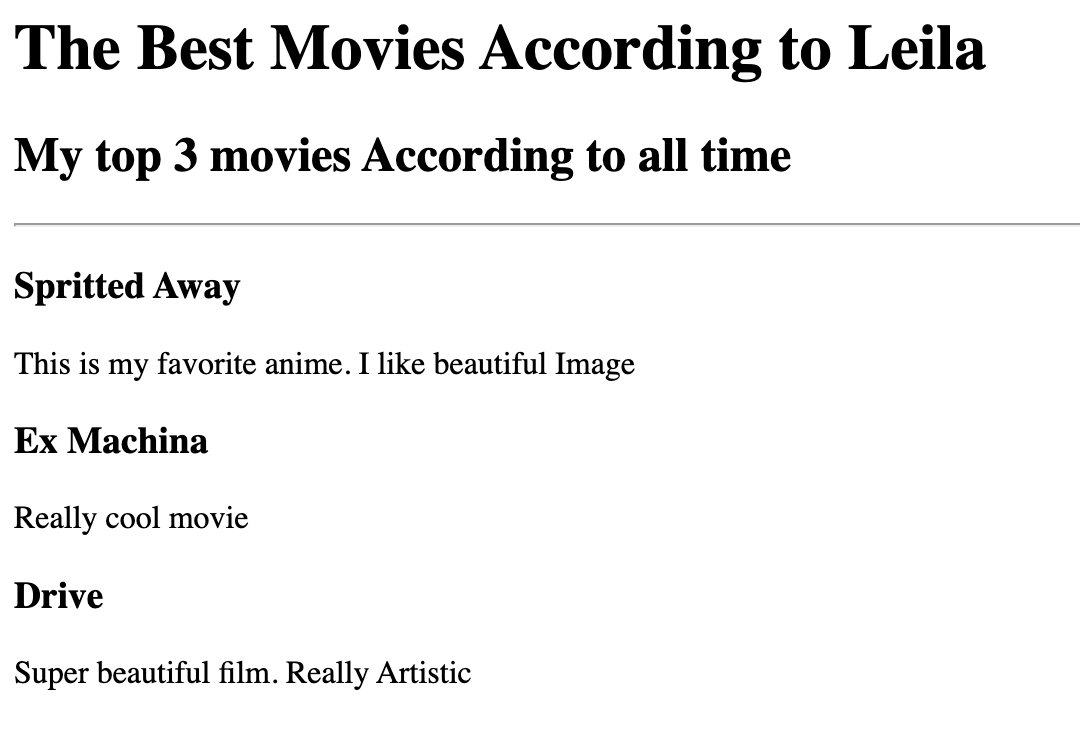 The Best Movies According to Leila
My top 3 movies According to all time
Spritted Away
This is my favorite anime. I like beautiful Image
Ex Machina
Really cool movie
Drive
Super beautiful film. Really Artistic